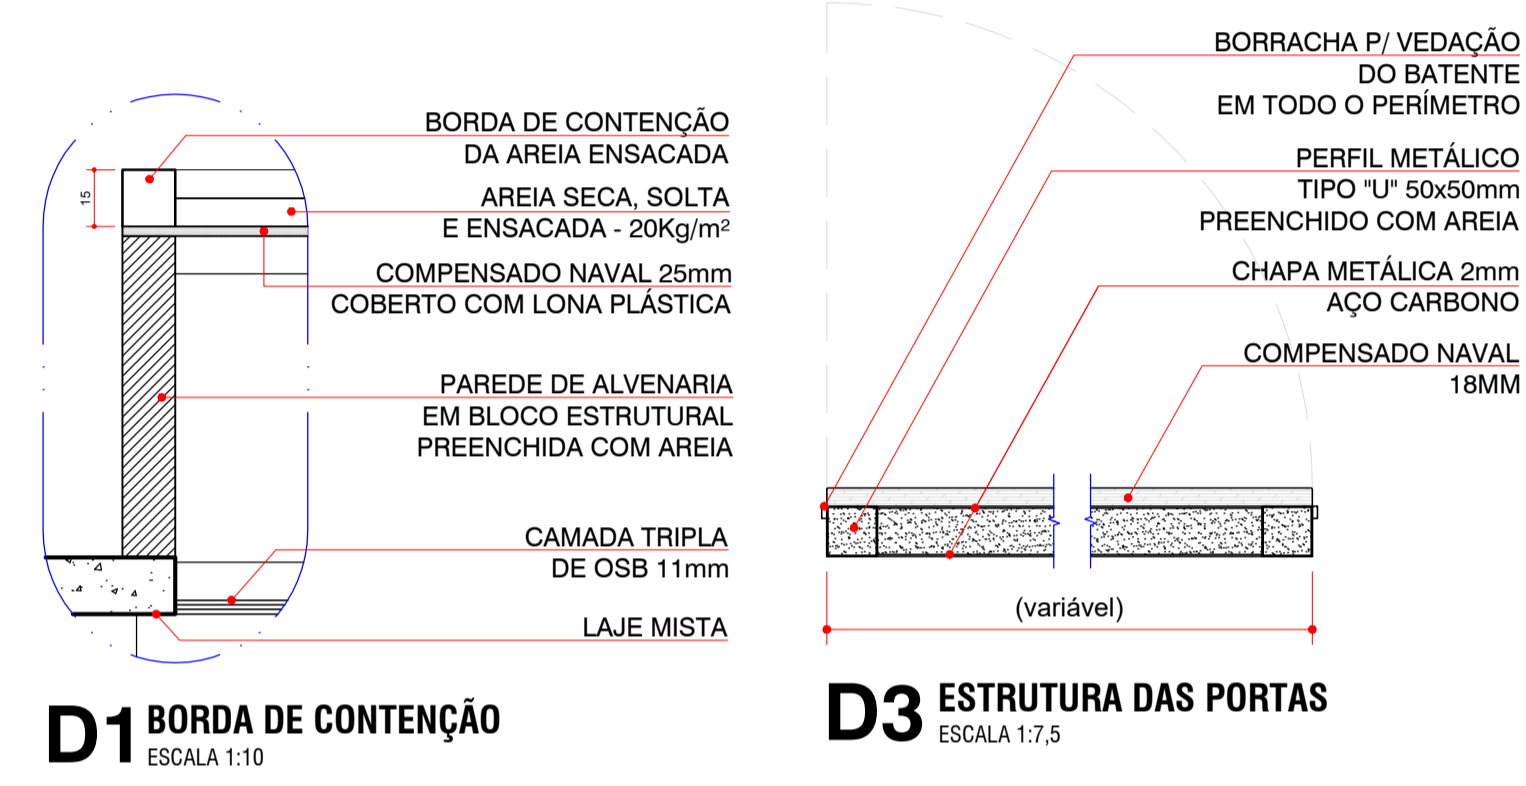 BORDA DE CONTENÇÃO
DA AREIA ENSACADA
15
AREIA SECA, SOLTA
E ENSACADA - 20Kg/m²
COMPENSADO NAVAL 25mm
COBERTO COM LONA PLÁSTICA
PAREDE DE ALVENARIA
EM BLOCO ESTRUTURAL
PREENCHIDA COM AREIA
CAMADA TRIPLA
DE OSB 11mm
LAJE MISTA
D1 BORDA DE CONTENÇÃO
ESCALA 1:10
BORRACHA P/ VEDAÇÃO
DO BATENTE
EM TODO O PERÍMETRO
PERFIL METÁLICO
TIPO "U" 50x50mm
PREENCHIDO COM AREIA
CHAPA METÁLICA 2mm
AÇO CARBONO
COMPENSADO NAVAL
18MM
(variável)
D3 ESTRUTURA DAS PORTAS
ESCALA 1:7,5